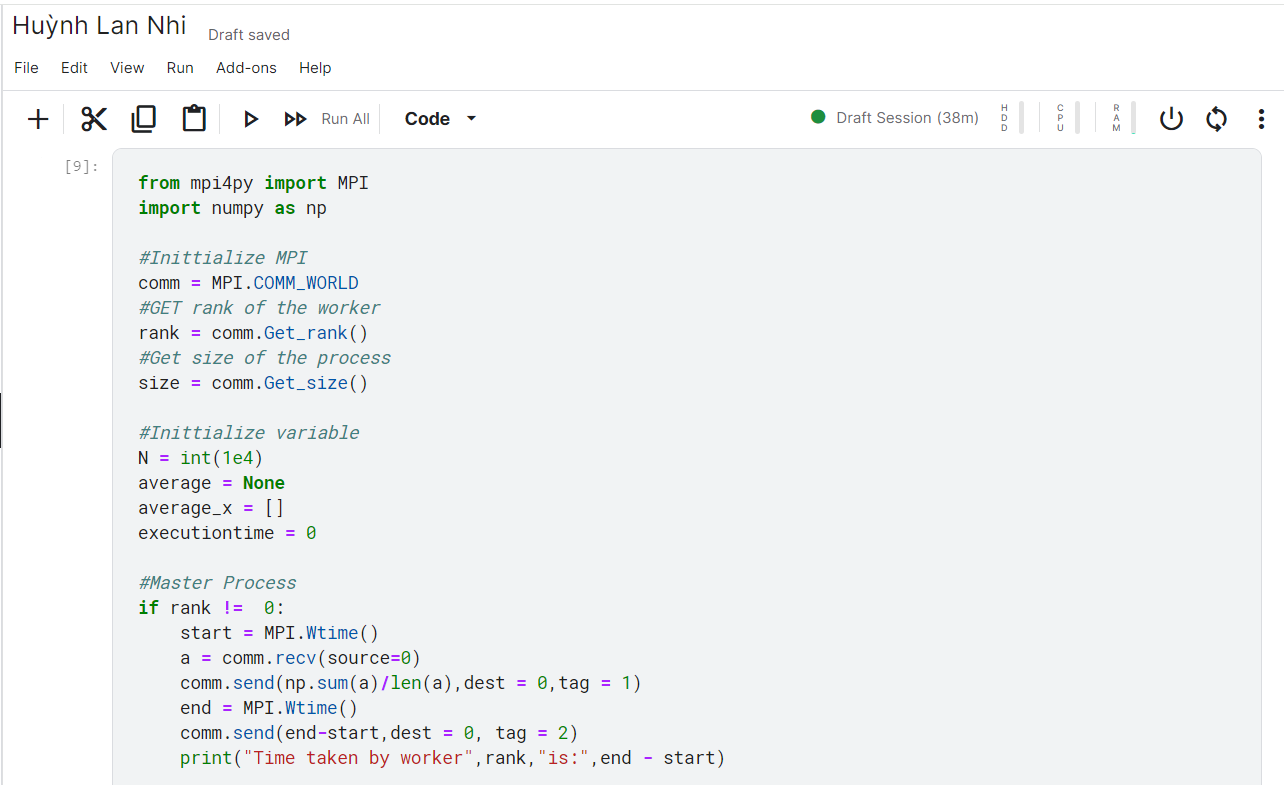 Huỳnh Lan Nhi Draft saved
File Edit View Run Add-ons Help
Run All Code Draft Session (38m) HDD CPU RAM
[9]:
from mpi4py import MPI
import numpy as np
#Inittialize MPI
comm = MPI.COMM_WORLD
#GET rank of the worker
rank = comm.Get_rank()
#Get size of the process
size = comm.Get_size()
#Inittialize variable
N = int(1e4)
average = None
average_x = []
executiontime = 0
#Master Process
if rank !=  0:
    start = MPI.Wtime()
    a = comm.recv(source=0)
    comm.send(np.sum(a)/len(a),dest = 0,tag = 1)
    end = MPI.Wtime()
    comm.send(end-start,dest = 0, tag = 2)
    print("Time taken by worker",rank,"is:",end - start)